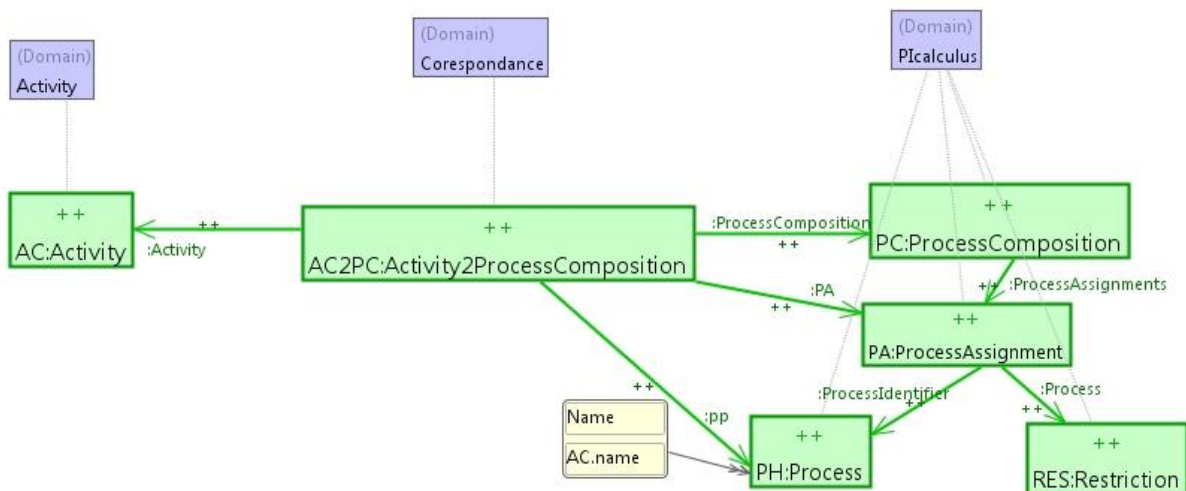 (Domain)
Activity
(Domain)
Corespondance
(Domain)
PIcalculus
++
AC:Activity
++
:Activity
++
AC2PC:Activity2ProcessComposition
:ProcessComposition
++
++
PC:ProcessComposition
:PA
++
++
:ProcessAssignments
++
PA:ProcessAssignment
++
:pp
:ProcessIdentifier
++
:Process
++
Name
AC.name
++
PH:Process
++
RES:Restriction